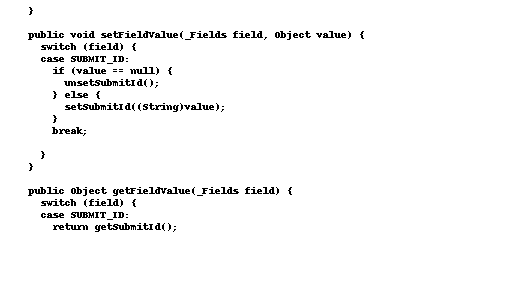 }
public void setFieldValue(_Fields field, Object value) {
switch (field) {
case SUBMIT_ID:
if (value == null) {
unsetSubmitId();
} else {
setSubmitId((String)value);
}
break;
}
}
public Object getFieldValue(_Fields field) {
switch (field) {
case SUBMIT_ID:
return getSubmitId();